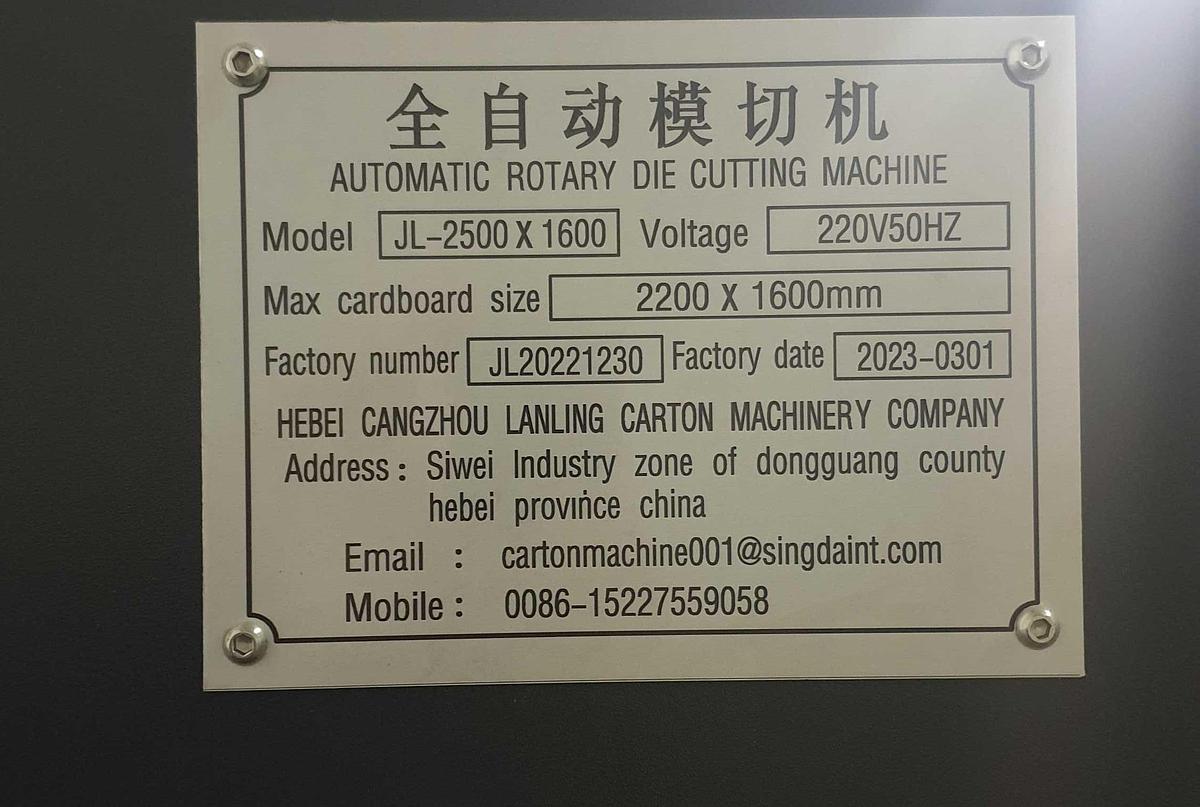 全自动模切机
AUTOMATIC ROTARY DIE CUTTING MACHINE
Model JL-2500 X 1600 Voltage 220V50HZ
Max cardboard size 2200 X 1600mm
Factory number JL20221230 Factory date 2023-0301
HEBEI CANGZHOU LANLING CARTON MACHINERY COMPANY
Address: Siwei Industry zone of dongguang county
hebei province china
Email : cartonmachine001@singdaint.com
Mobile: 0086-15227559058